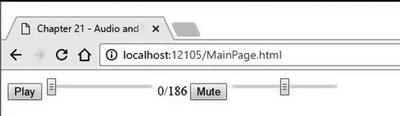 Chapter 21 - Audio and
localhost:12105/MainPage.html
Play 0/186 Mute